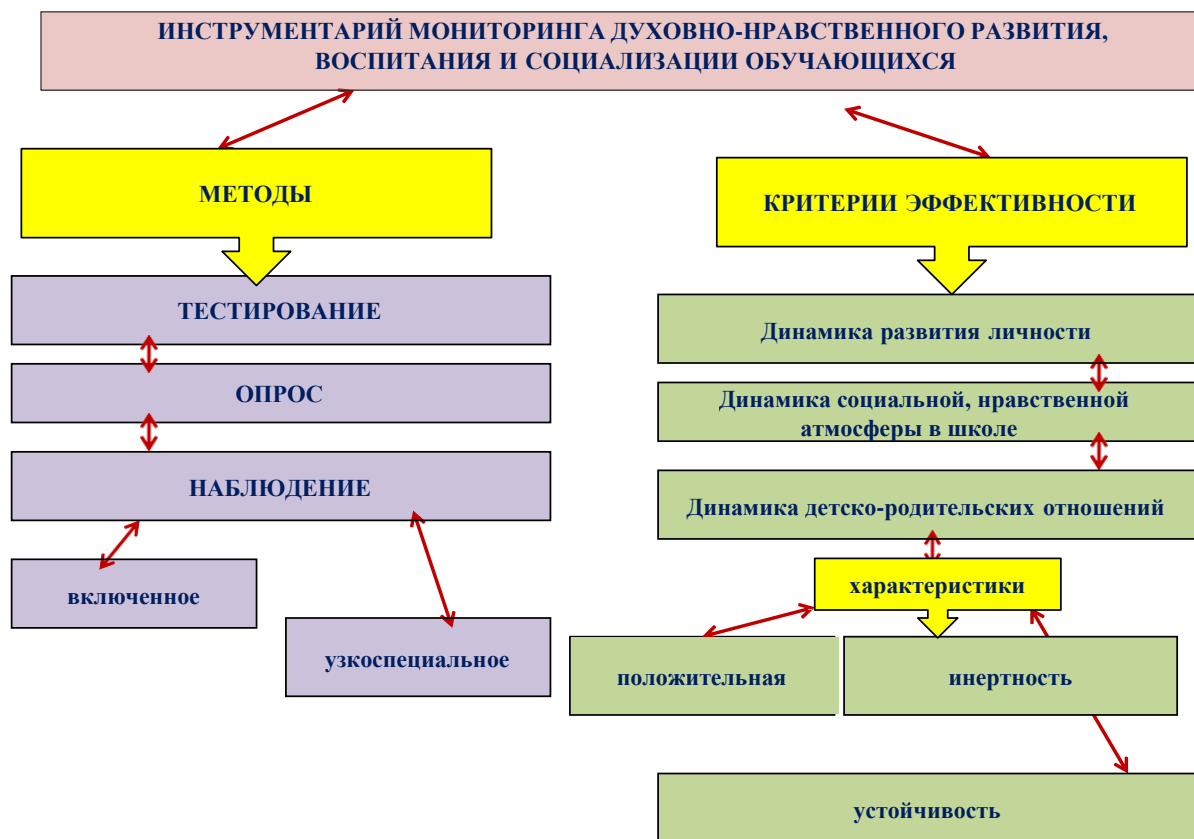 ИНСТРУМЕНТАРИЙ МОНИТОРИНГА ДУХОВНО-НРАВСТВЕННОГО РАЗВИТИЯ,
ВОСПИТАНИЯ И СОЦИАЛИЗАЦИИ ОБУЧАЮЩИХСЯ
МЕТОДЫ
ТЕСТИРОВАНИЕ
ОПРОС
НАБЛЮДЕНИЕ
включенное
узкоспециальное
КРИТЕРИИ ЭФФЕКТИВНОСТИ
Динамика развития личности
Динамика социальной, нравственной
атмосферы в школе
Динамика детско-родительских отношений
характеристики
положительная
инертность
устойчивость